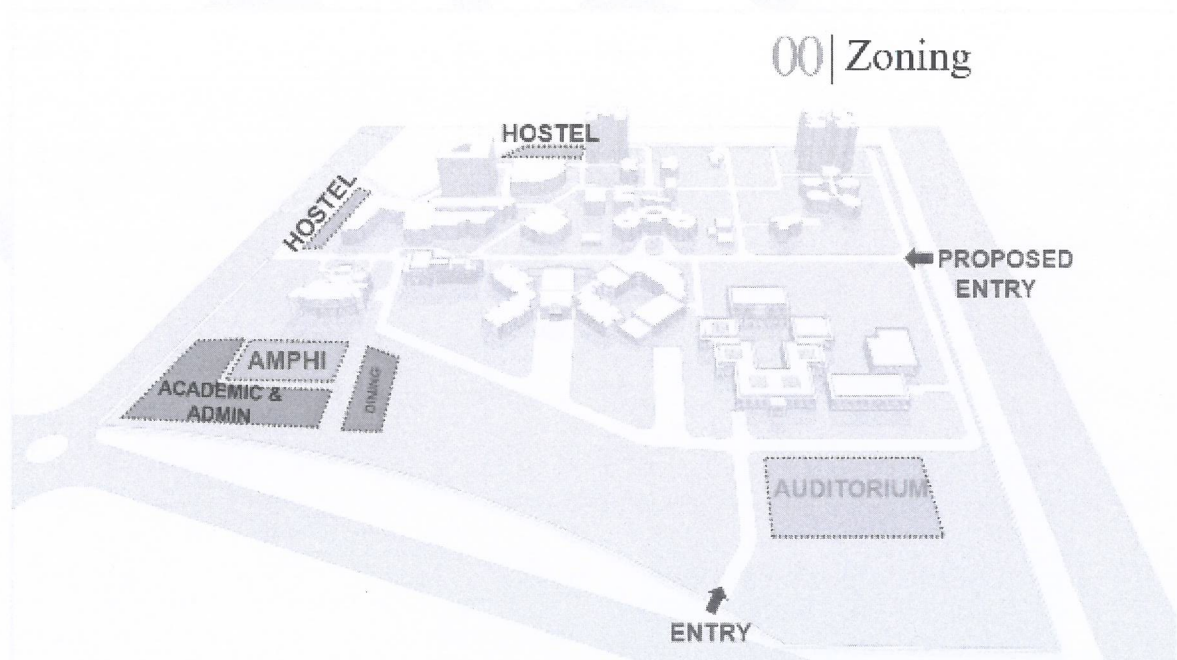 00| Zoning
HOSTEL
HOSTEL
PROPOSED
ENTRY
AMPHI
ACADEMIC &
ADMIN
DINING
AUDITORIUM
ENTRY